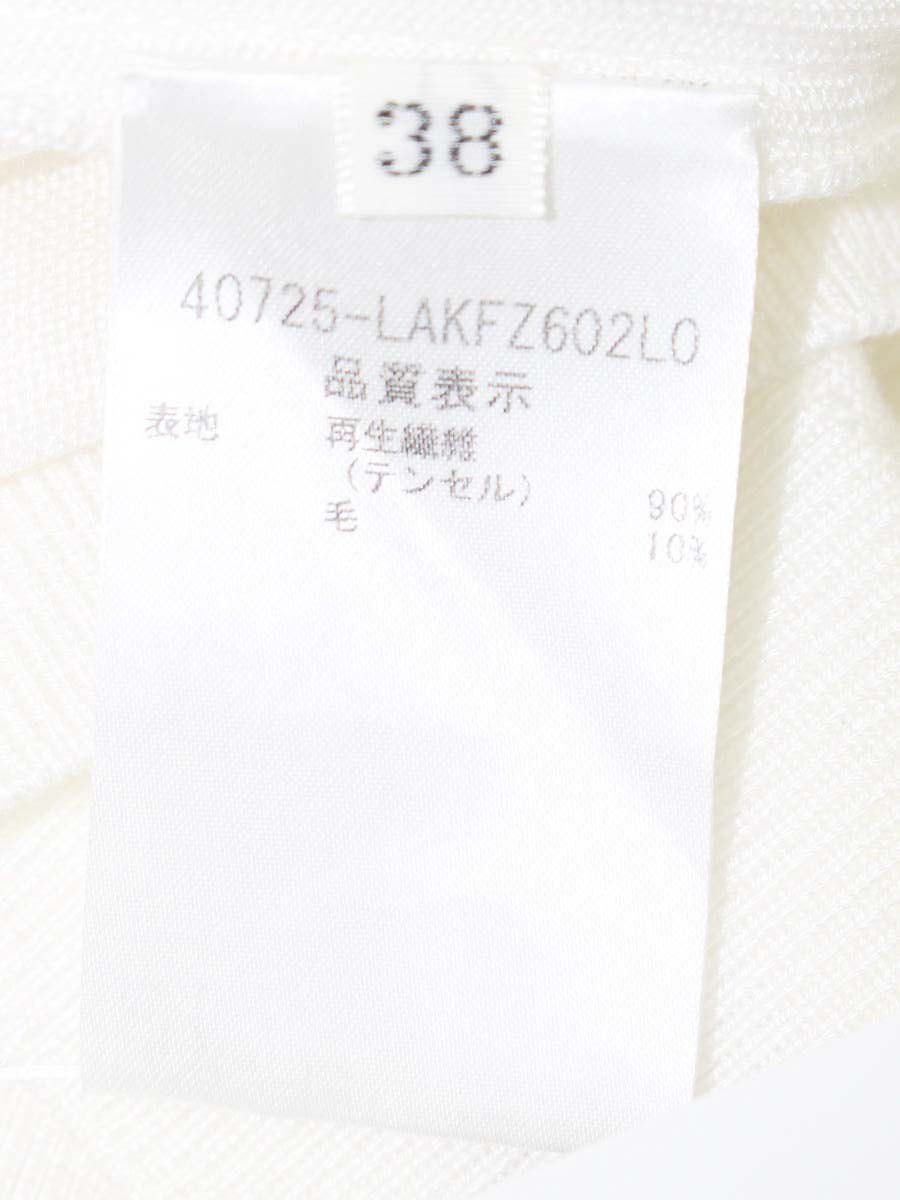 38
40725-LAKFZ602L0
品質表示
表地 再生繊維
(テンセル) 90%
毛 10%